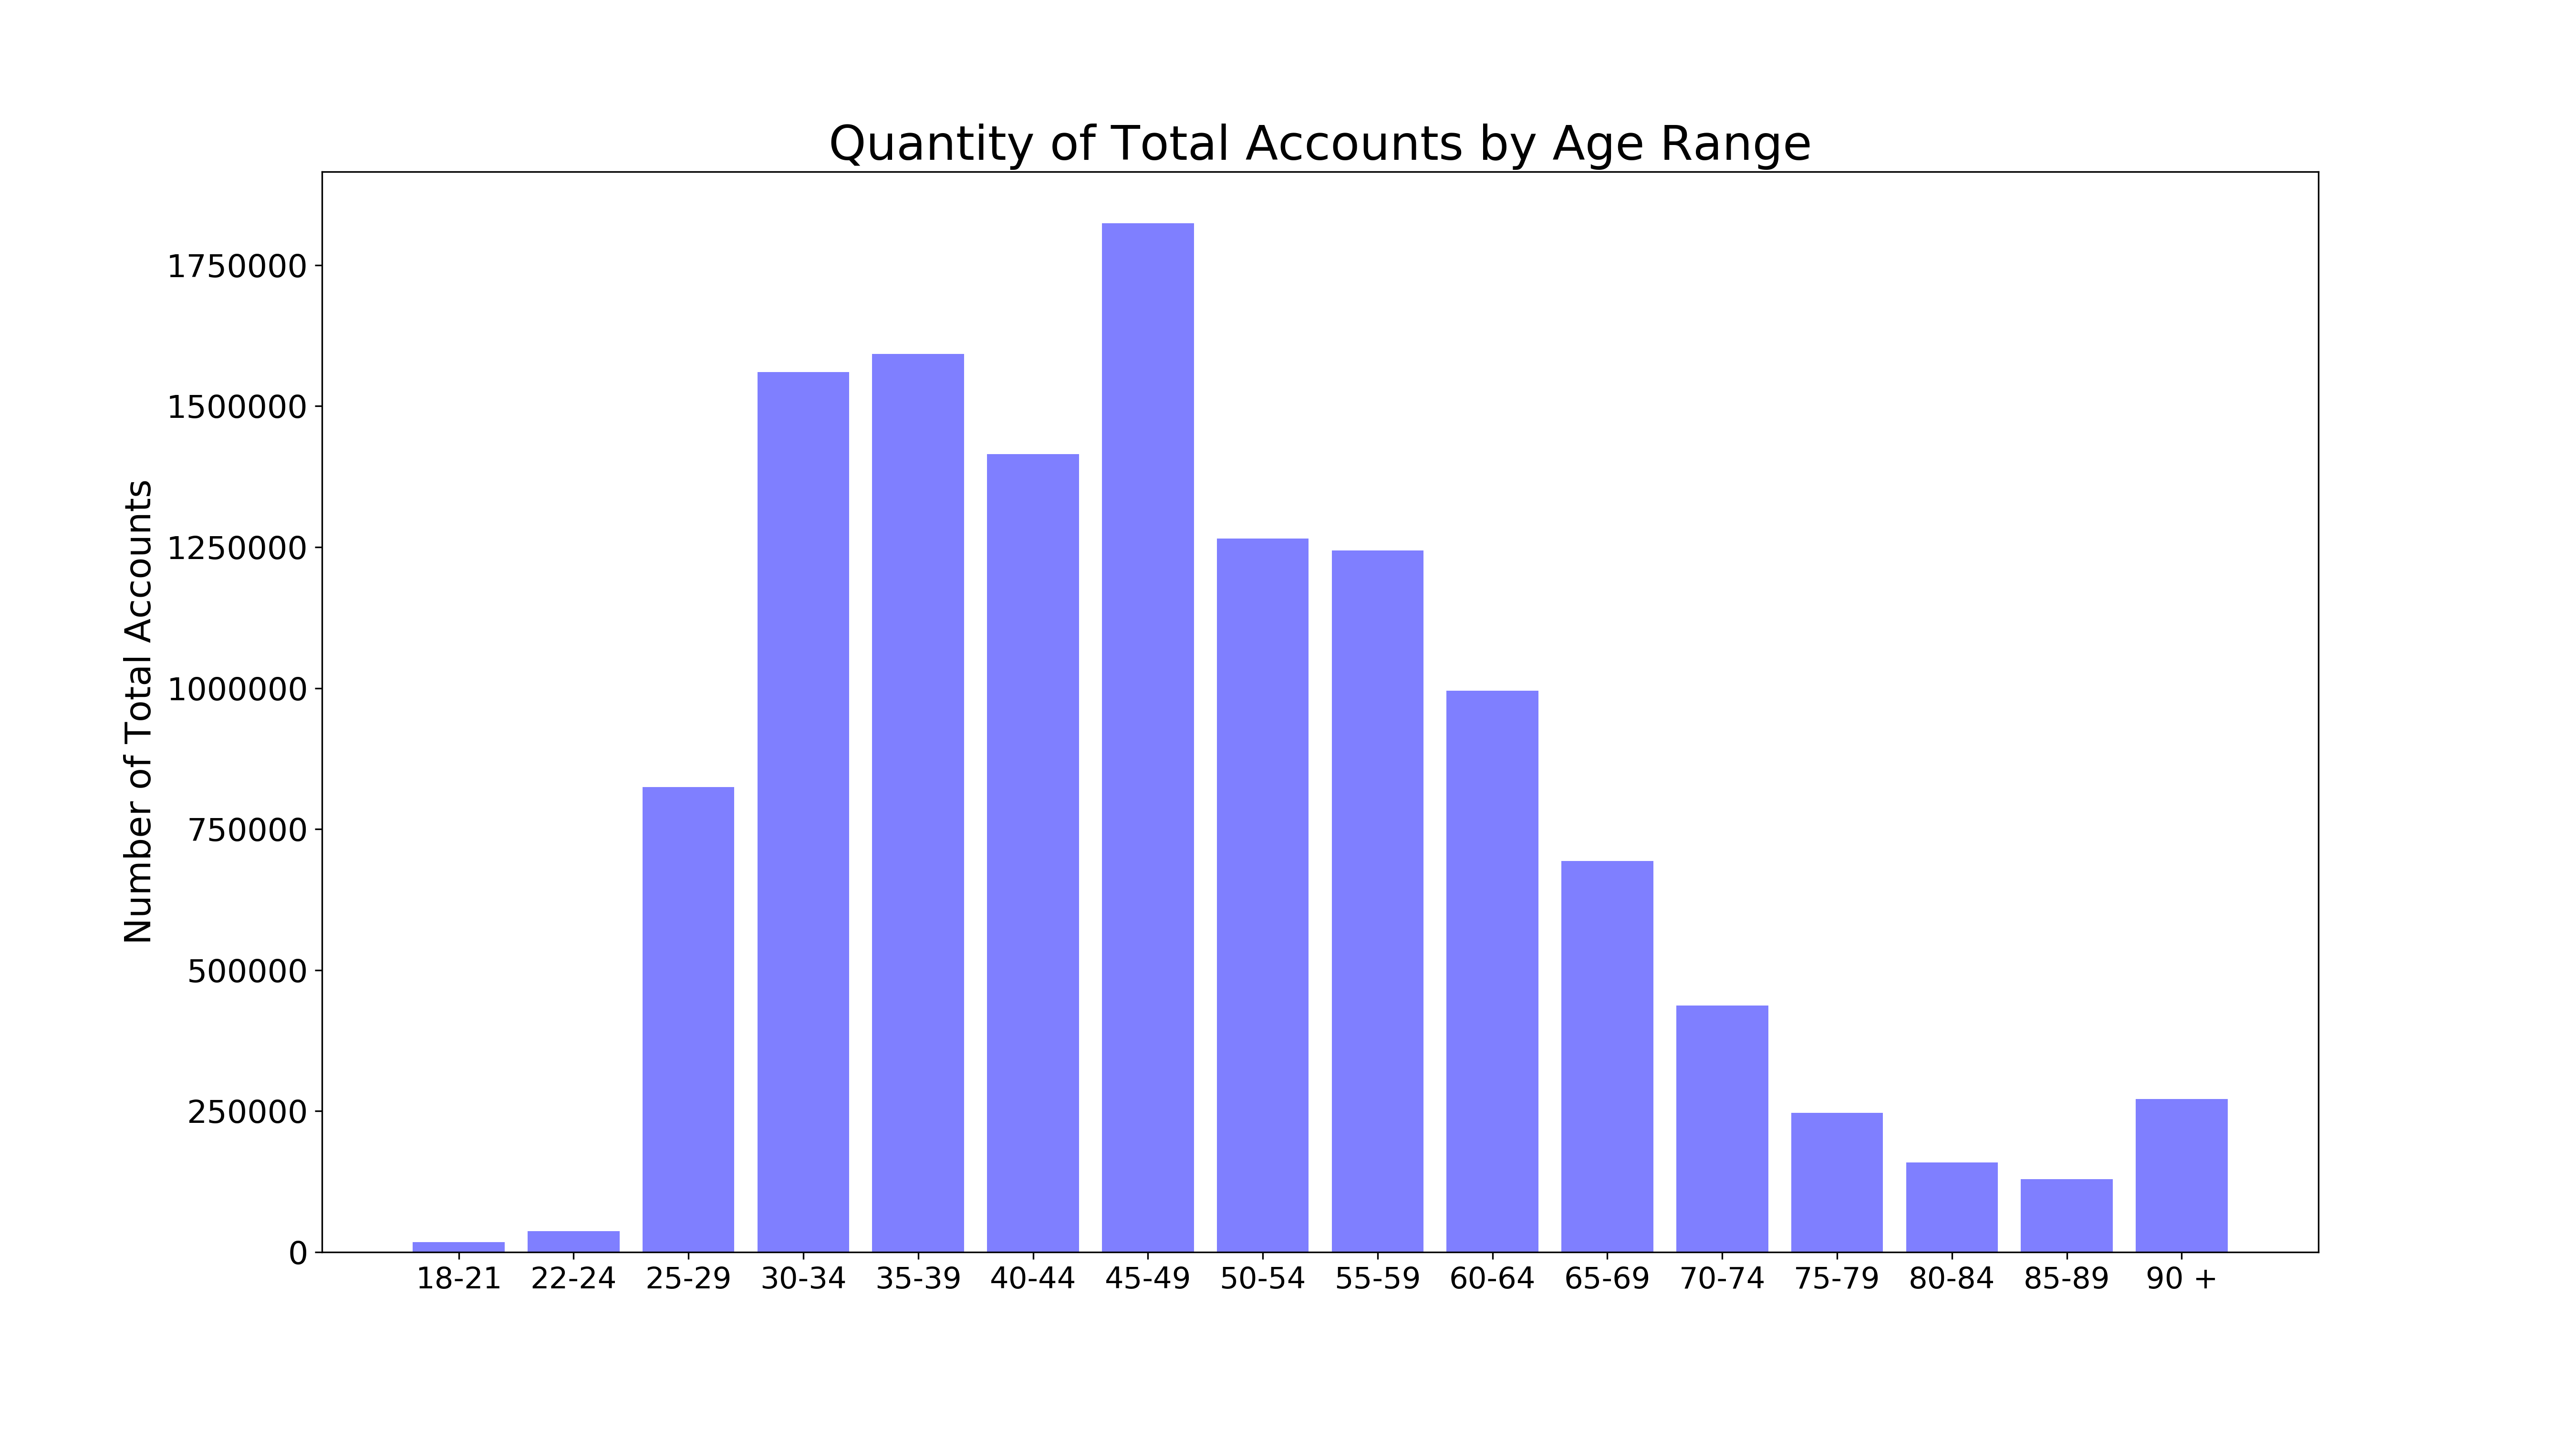 Quantity of Total Accounts by Age Range
Number of Total Accounts
1750000
1500000
1250000
1000000
750000
500000
250000
0
18-21 22-24 25-29 30-34 35-39 40-44 45-49 50-54 55-59 60-64 65-69 70-74 75-79 80-84 85-89 90 +